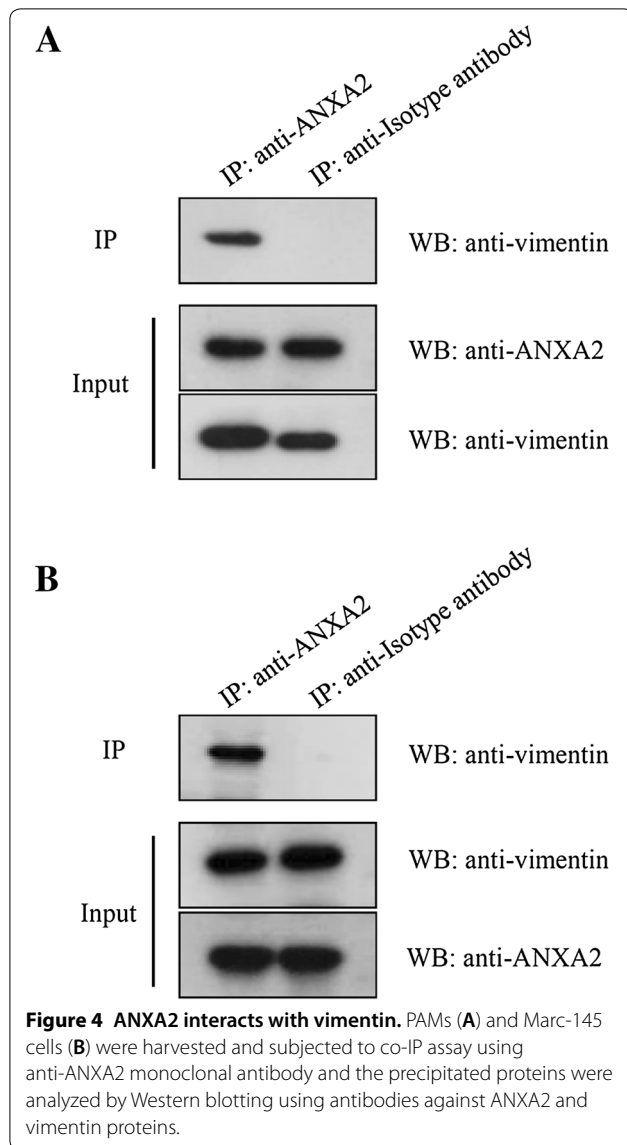 A
IP: anti-ANXA2
IP: anti-Isotype antibody
IP
WB: anti-vimentin
Input
WB: anti-ANXA2
WB: anti-vimentin
B
IP: anti-ANXA2
IP: anti-Isotype antibody
IP
WB: anti-vimentin
Input
WB: anti-vimentin
WB: anti-ANXA2
Figure 4 ANXA2 interacts with vimentin. PAMs (A) and Marc-145
cells (B) were harvested and subjected to co-IP assay using
anti-ANXA2 monoclonal antibody and the precipitated proteins were
analyzed by Western blotting using antibodies against ANXA2 and
vimentin proteins.